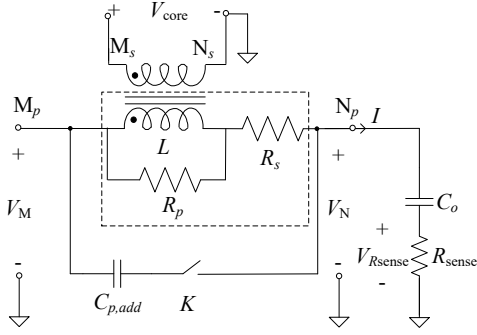 + V_core -
M_s N_s
M_p N_p I
L R_s
+ R_p + C_o
V_M V_N + V_Rsense R_sense
- - -
C_p,add K